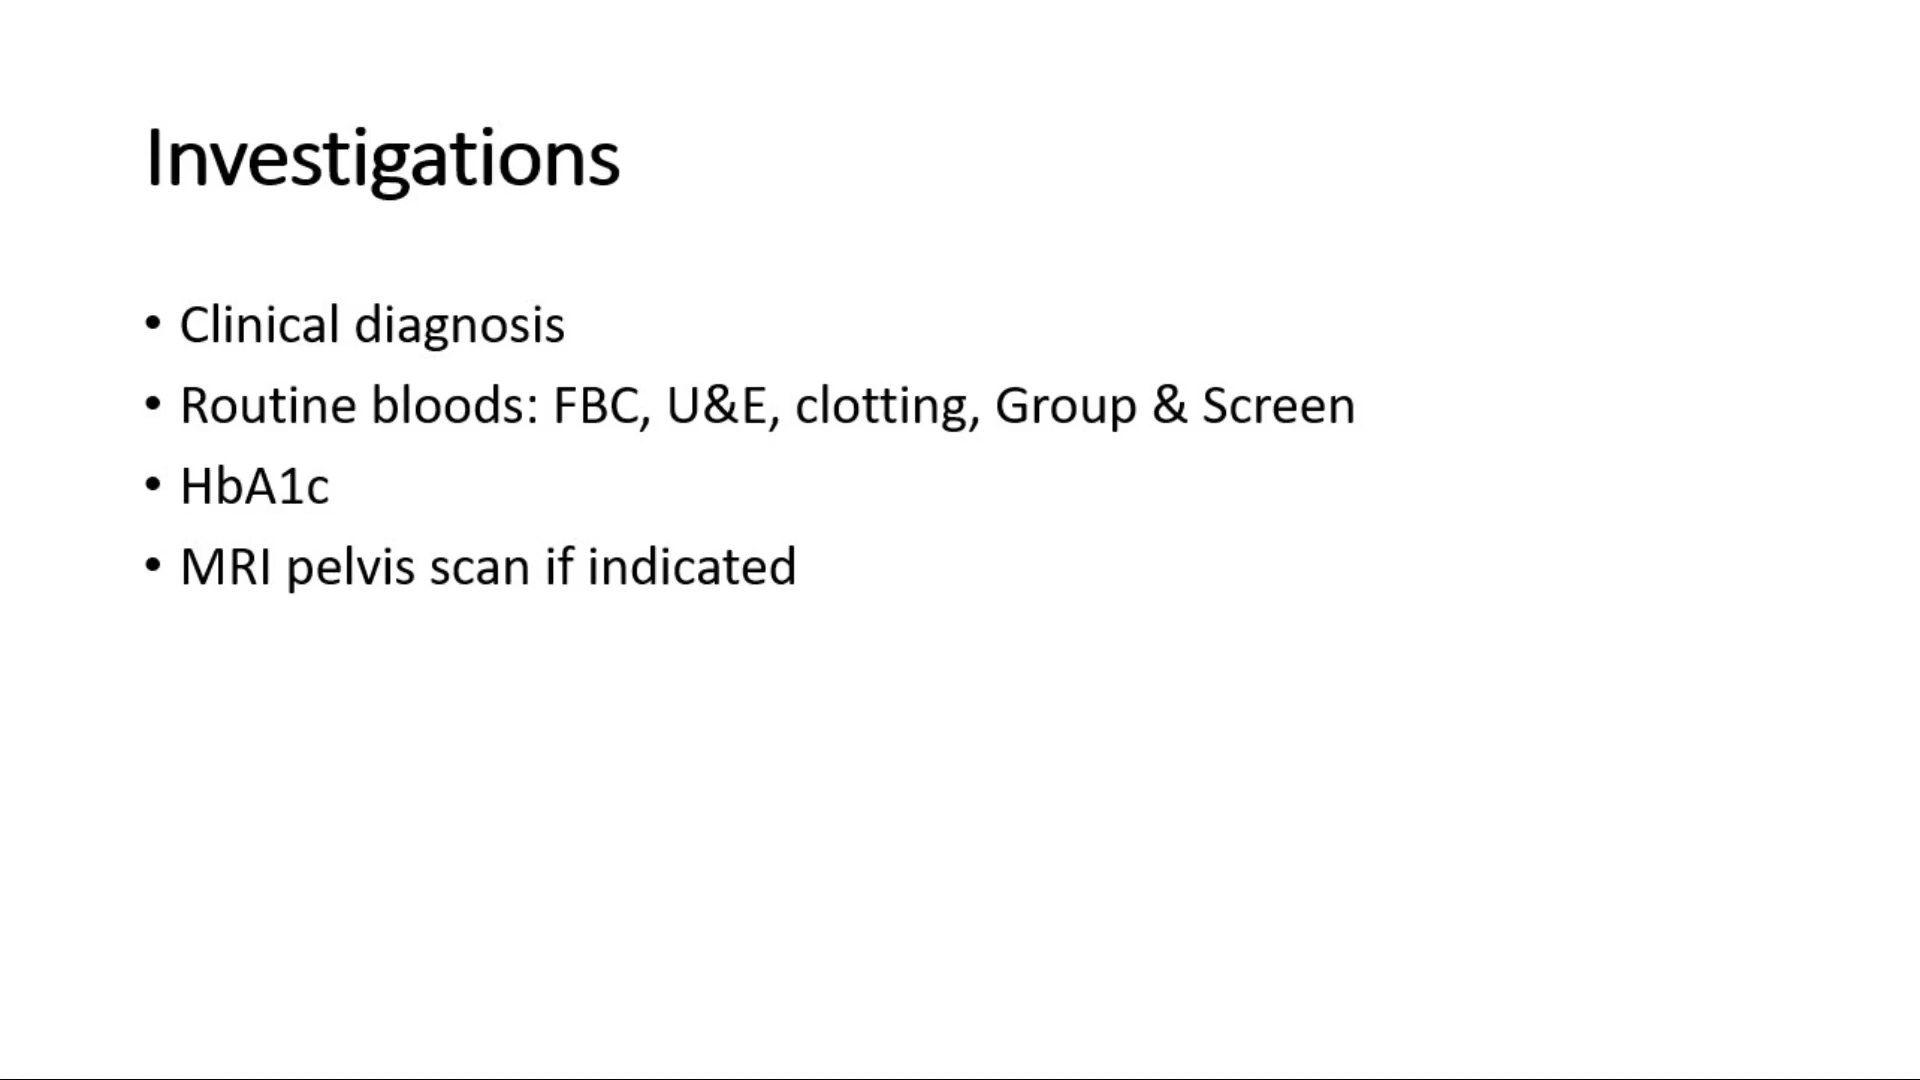 Investigations
• Clinical diagnosis
• Routine bloods: FBC, U&E, clotting, Group & Screen
• HbA1c
• MRI pelvis scan if indicated